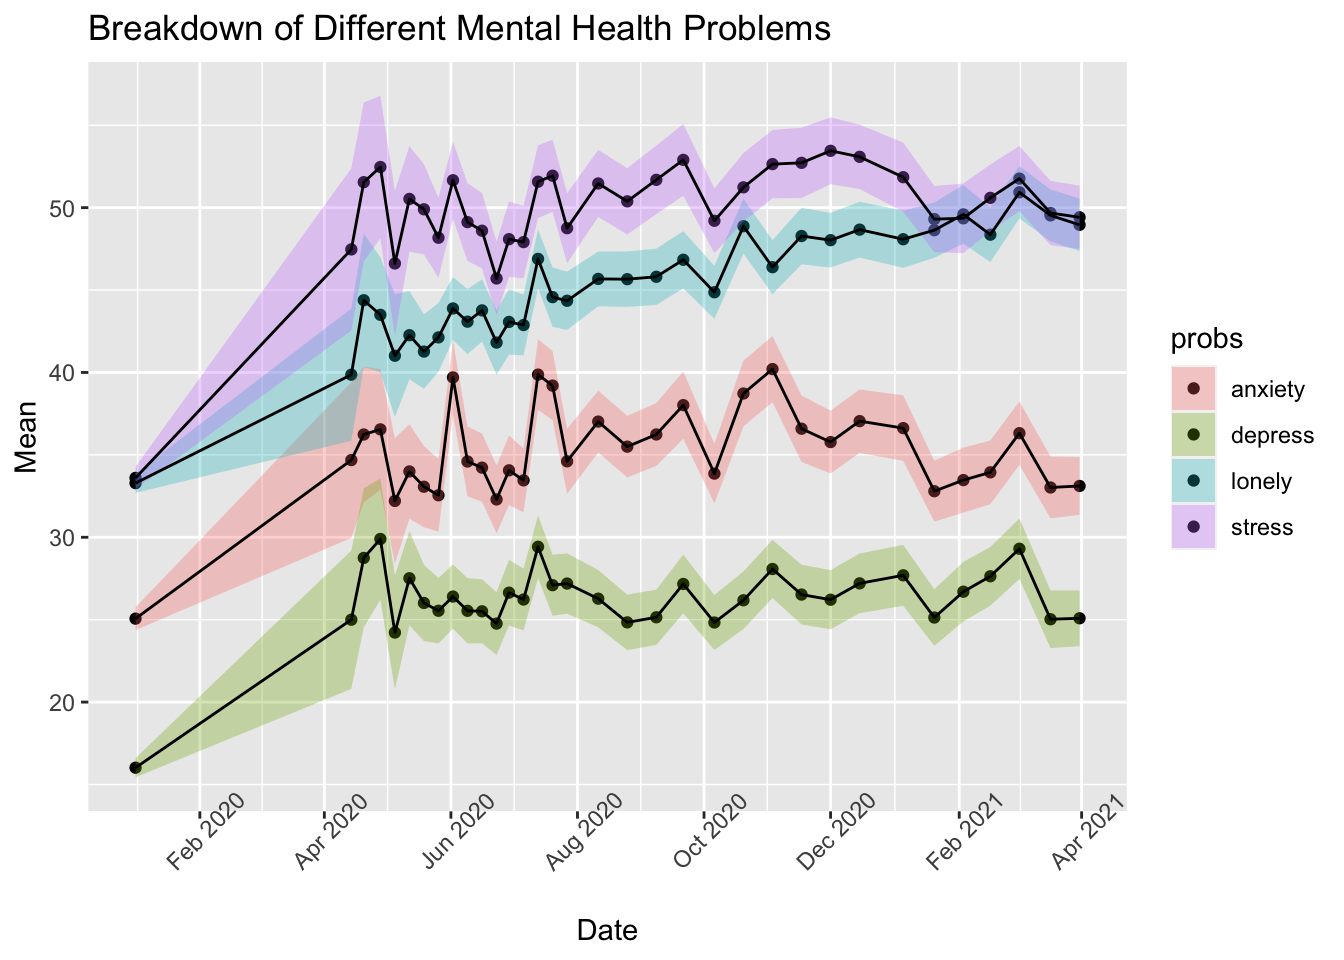 Breakdown of Different Mental Health Problems
Mean
50
40
30
20
Feb 2020
Apr 2020
Jun 2020
Aug 2020
Oct 2020
Dec 2020
Feb 2021
Apr 2021
Date
probs
anxiety
depress
lonely
stress